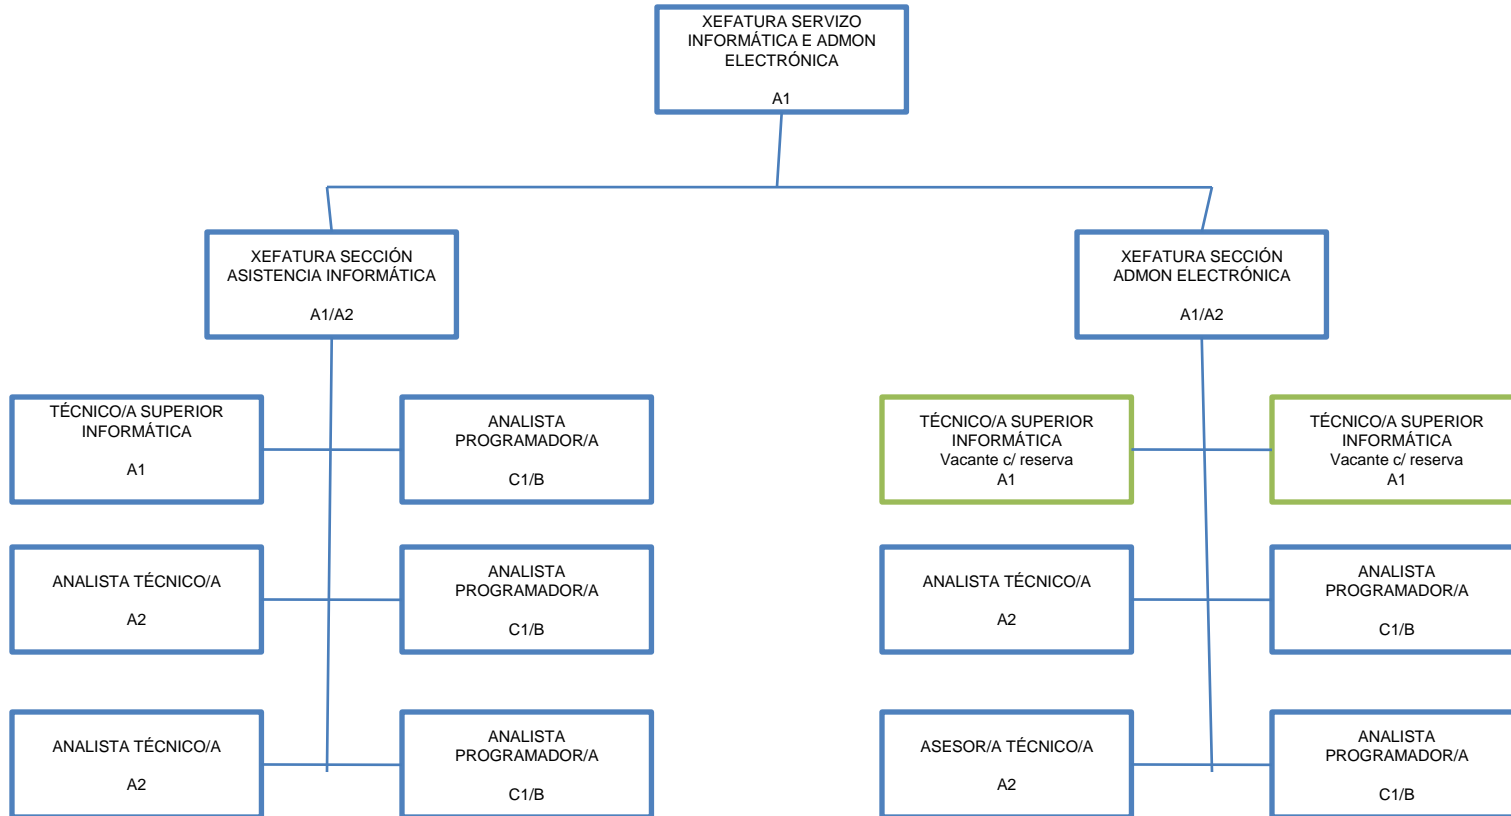 XEFATURA SERVIZO
INFORMÁTICA E ADMON
ELECTRÓNICA
A1
XEFATURA SECCIÓN
ASISTENCIA INFORMÁTICA
A1/A2
XEFATURA SECCIÓN
ADMON ELECTRÓNICA
A1/A2
TÉCNICO/A SUPERIOR
INFORMÁTICA
A1
ANALISTA
PROGRAMADOR/A
C1/B
TÉCNICO/A SUPERIOR
INFORMÁTICA
Vacante c/ reserva
A1
TÉCNICO/A SUPERIOR
INFORMÁTICA
Vacante c/ reserva
A1
ANALISTA TÉCNICO/A
A2
ANALISTA
PROGRAMADOR/A
C1/B
ANALISTA TÉCNICO/A
A2
ANALISTA
PROGRAMADOR/A
C1/B
ANALISTA TÉCNICO/A
A2
ANALISTA
PROGRAMADOR/A
C1/B
ASESOR/A TÉCNICO/A
A2
ANALISTA
PROGRAMADOR/A
C1/B